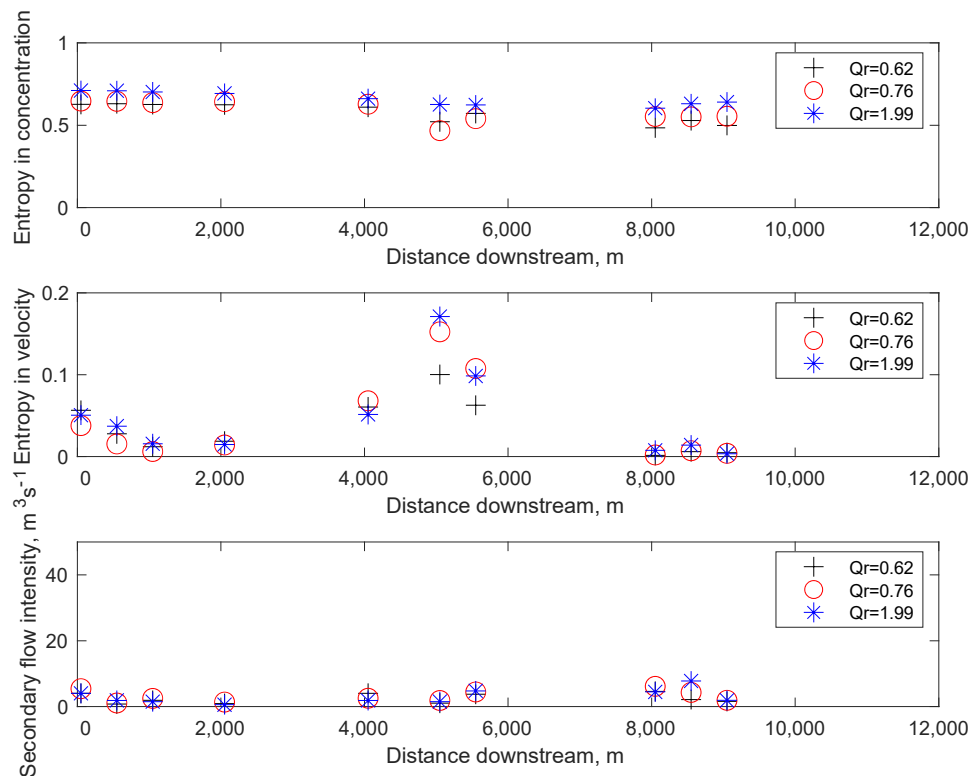 Entropy in concentration
1
0.5
0
Qr=0.62
Qr=0.76
Qr=1.99
0 2,000 4,000 6,000 8,000 10,000 12,000
Distance downstream, m
Entropy in velocity
0.2
0.1
0
Qr=0.62
Qr=0.76
Qr=1.99
0 2,000 4,000 6,000 8,000 10,000 12,000
Distance downstream, m
Secondary flow intensity, m ³s⁻¹
40
20
0
Qr=0.62
Qr=0.76
Qr=1.99
0 2,000 4,000 6,000 8,000 10,000 12,000
Distance downstream, m